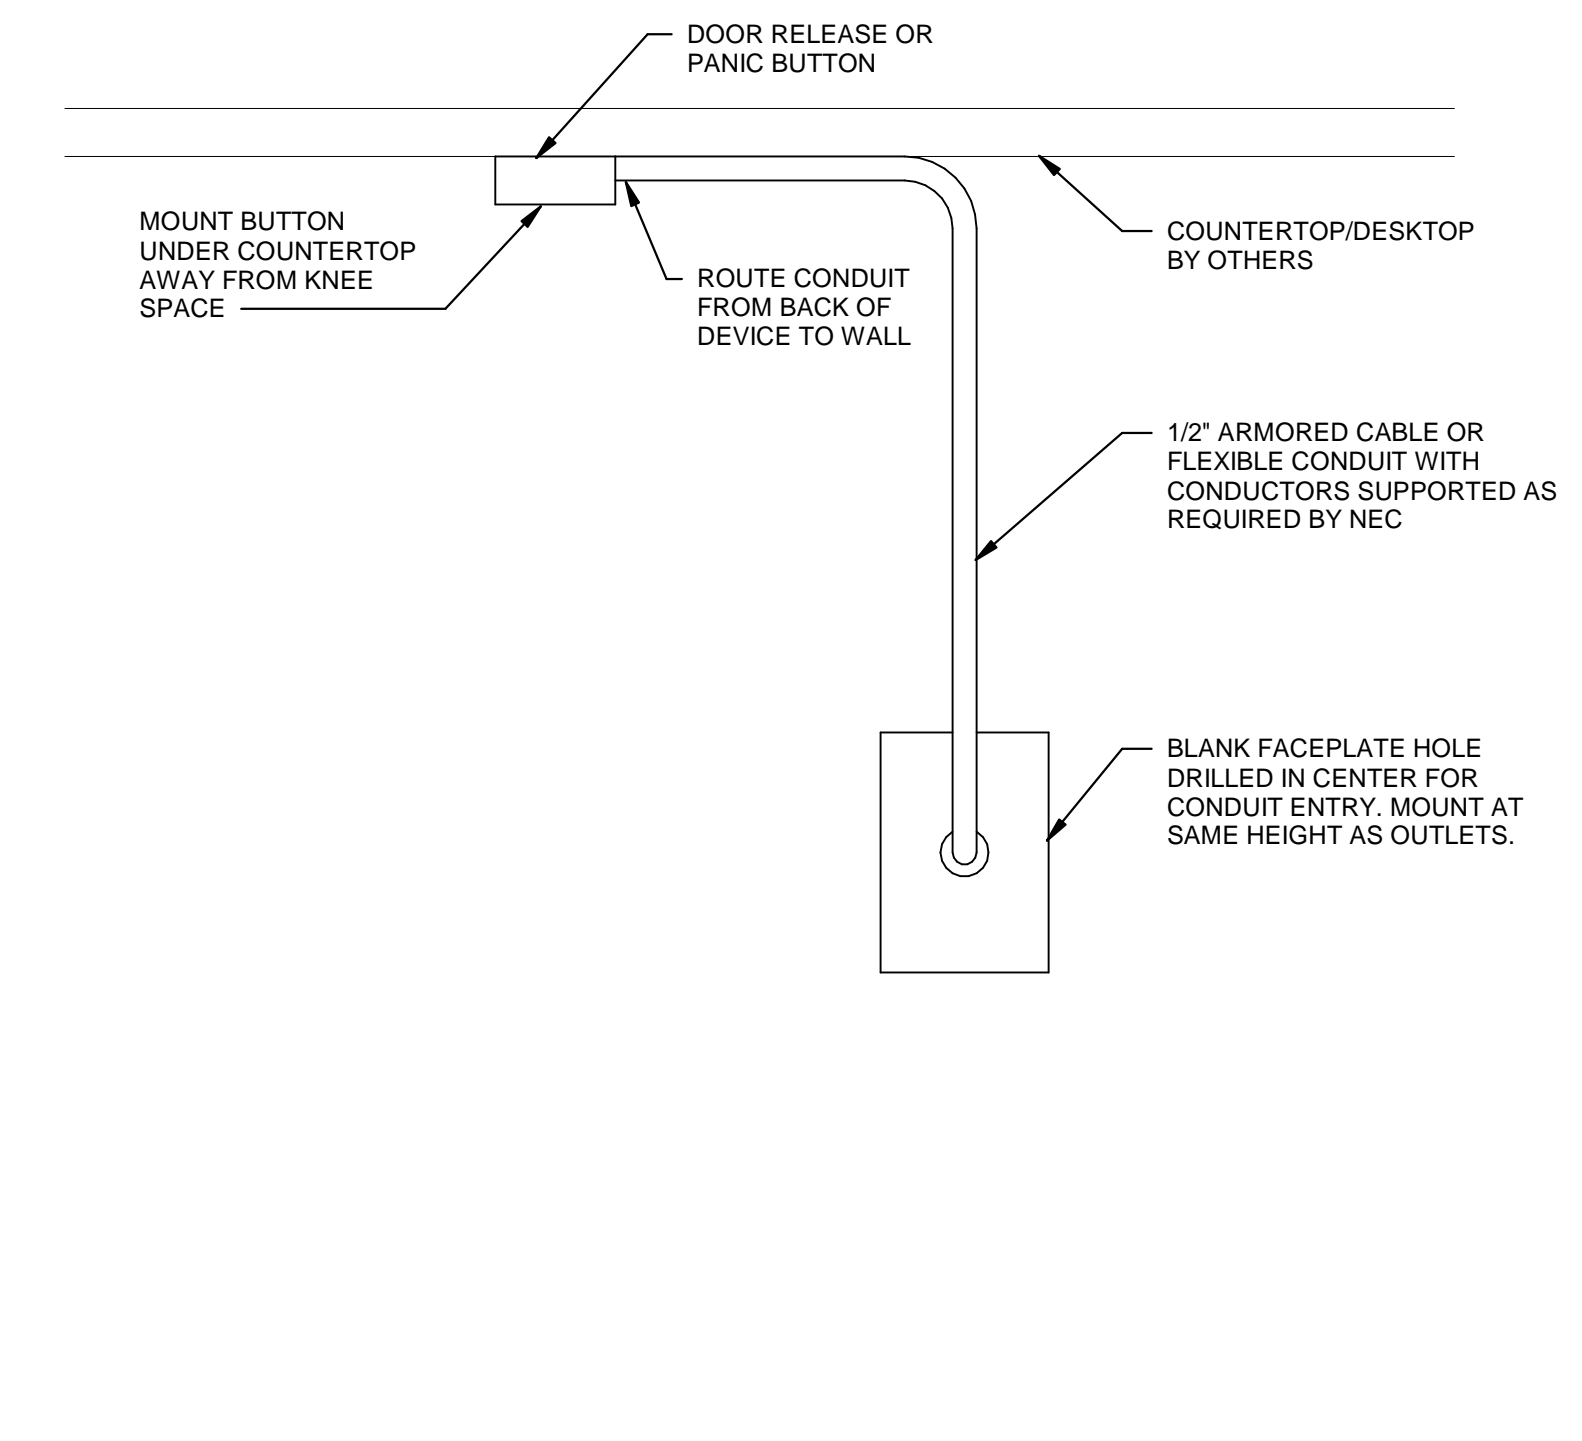 DOOR RELEASE OR
PANIC BUTTON
MOUNT BUTTON
UNDER COUNTERTOP
AWAY FROM KNEE
SPACE
ROUTE CONDUIT
FROM BACK OF
DEVICE TO WALL
COUNTERTOP/DESKTOP
BY OTHERS
1/2" ARMORED CABLE OR
FLEXIBLE CONDUIT WITH
CONDUCTORS SUPPORTED AS
REQUIRED BY NEC
BLANK FACEPLATE HOLE
DRILLED IN CENTER FOR
CONDUIT ENTRY. MOUNT AT
SAME HEIGHT AS OUTLETS.